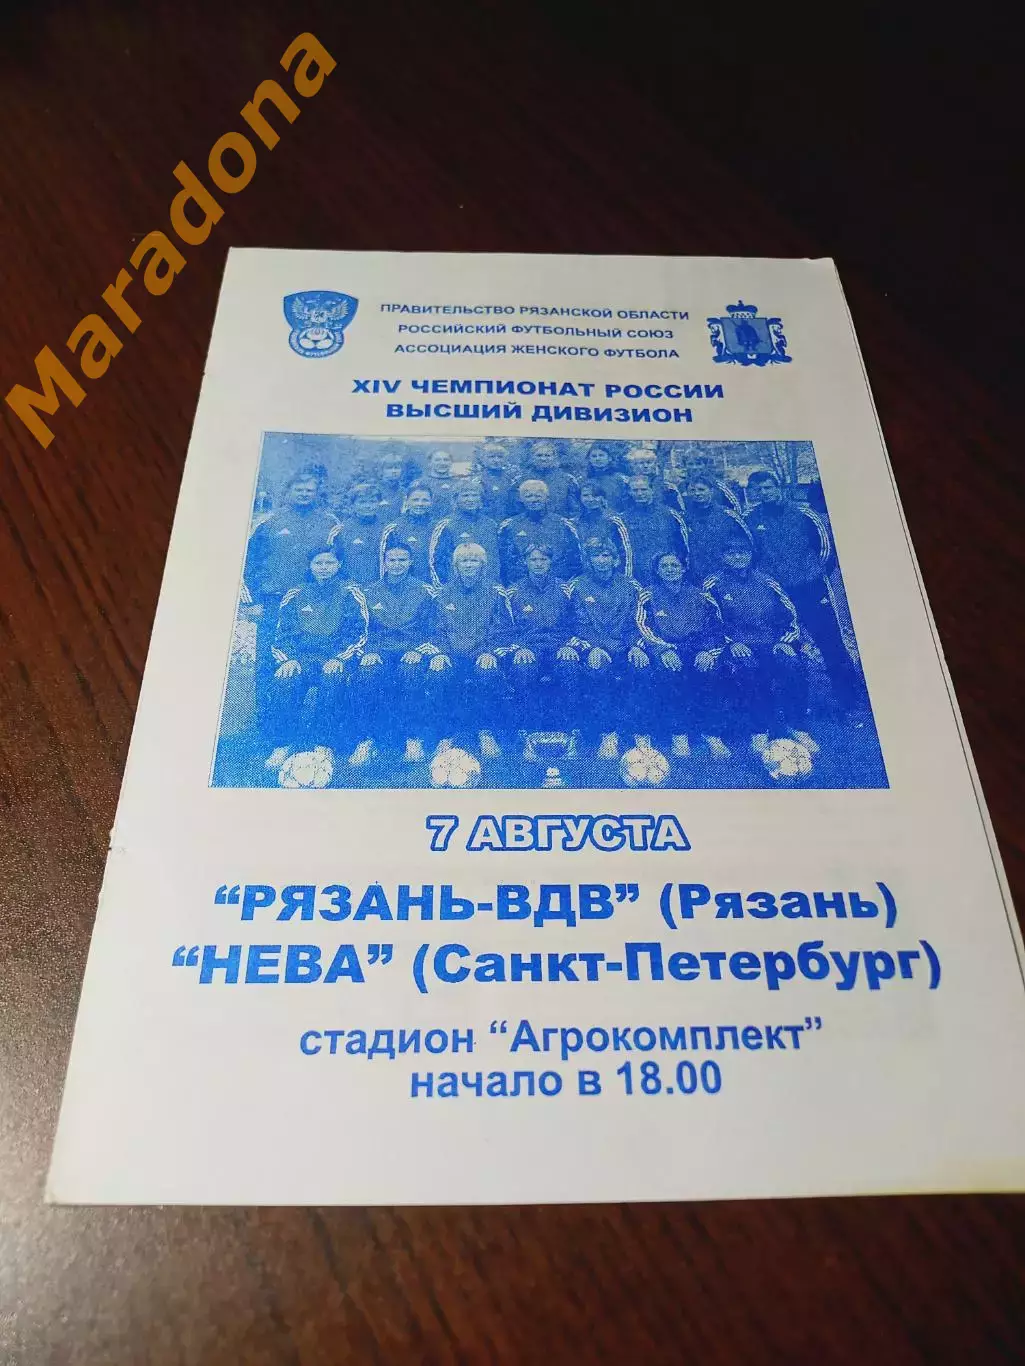 Maradona
ПРАВИТЕЛЬСТВО РЯЗАНСКОЙ ОБЛАСТИ
РОССИЙСКИЙ ФУТБОЛЬНЫЙ СОЮЗ
АССОЦИАЦИЯ ЖЕНСКОГО ФУТБОЛА
XIV ЧЕМПИОНАТ РОССИИ
ВЫСШИЙ ДИВИЗИОН
7 АВГУСТА
“РЯЗАНЬ-ВДВ” (Рязань)
“НЕВА” (Санкт-Петербург)
стадион “Агрокомплект”
начало в 18.00